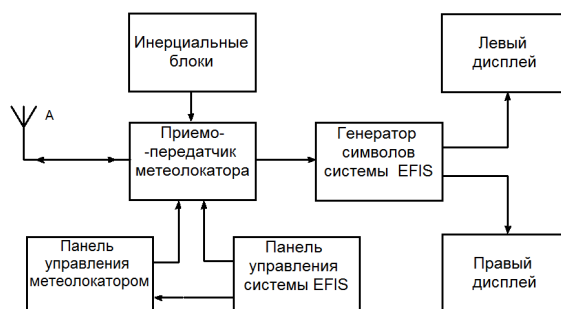 Инерциальные
блоки
Левый
дисплей
А
Приемо-
-передатчик
метеолокатора
Генератор
символов
системы EFIS
Панель
управления
метеолокатором
Панель
управления
системы EFIS
Правый
дисплей